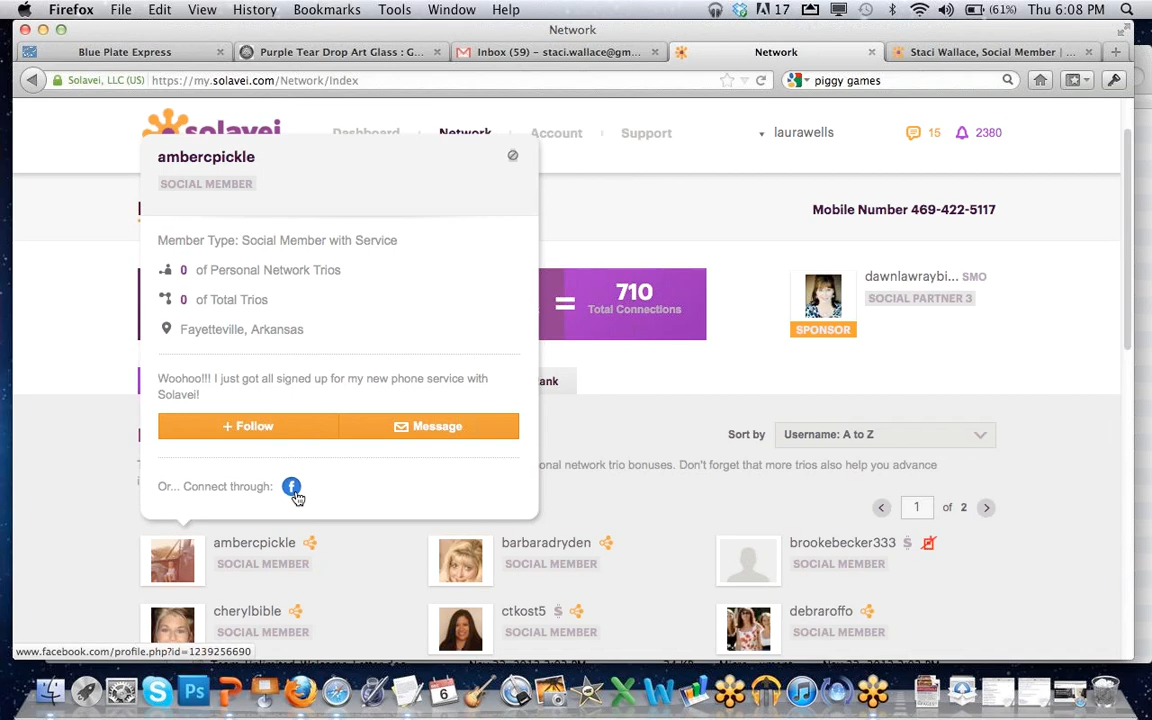 Firefox File Edit View History Bookmarks Tools Window Help 17 (61%) Thu 6:08 PM
Network
Blue Plate Express Purple Tear Drop Art Glass : G... Inbox (59) – staci.wallace@gm... Network Staci Wallace, Social Member | ...
Solavei, LLC (US) https://my.solavei.com/Network/Index piggy games
solavei Dashboard Network Account Support laurawells 15 2380
ambercpickle
SOCIAL MEMBER
Mobile Number 469-422-5117
Member Type: Social Member with Service
0 of Personal Network Trios
0 of Total Trios
Fayetteville, Arkansas
= 710
Total Connections
dawnlawraybi... SMO
SOCIAL PARTNER 3
SPONSOR
Woohoo!!! I just got all signed up for my new phone service with
Solavei!
ank
+ Follow Message
Sort by Username: A to Z
onal network trio bonuses. Don't forget that more trios also help you advance
Or... Connect through:
1 of 2
ambercpickle barbaradryden brookebecker333 $
SOCIAL MEMBER SOCIAL MEMBER SOCIAL MEMBER
cherylbible ctkost5 $ debraroffo
SOCIAL MEMBER SOCIAL MEMBER SOCIAL MEMBER
www.facebook.com/profile.php?id=1239256690